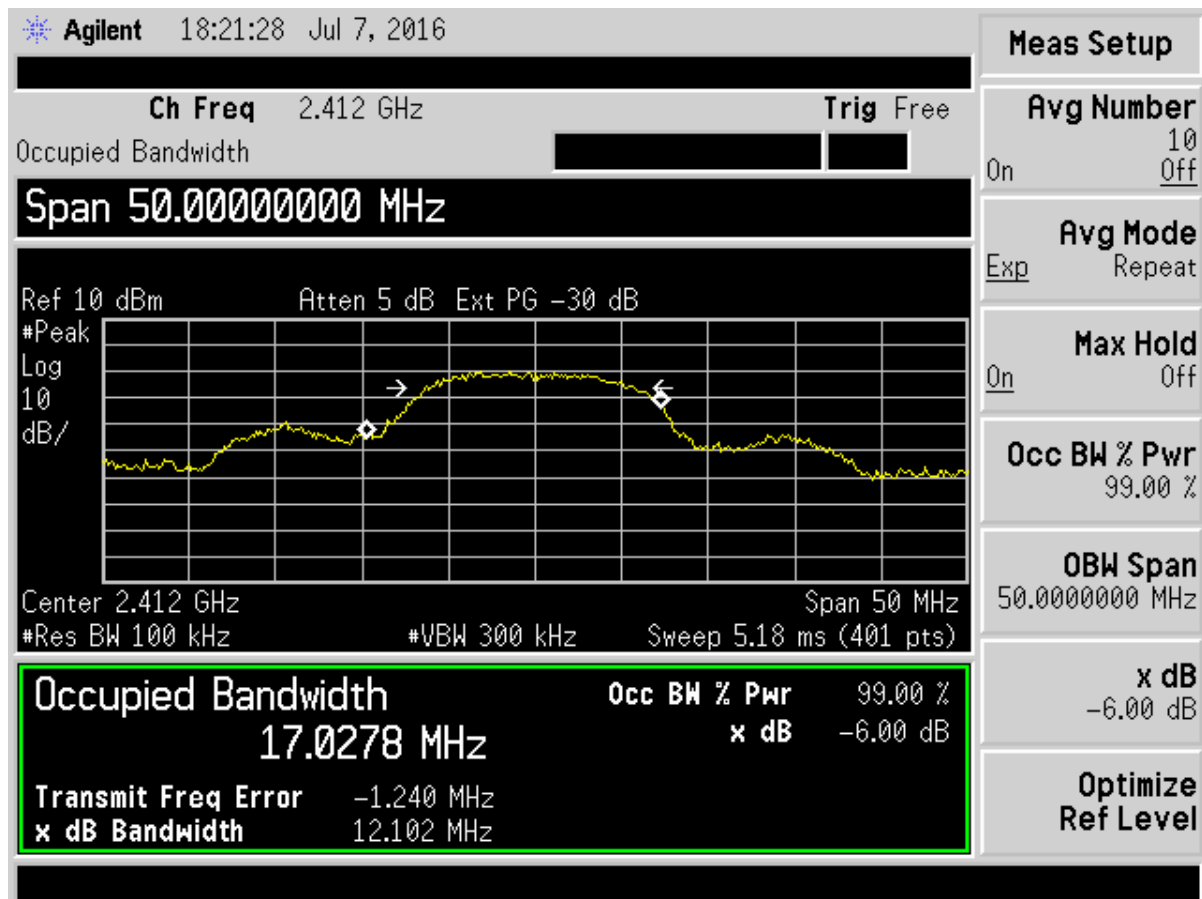 Agilent 18:21:28 Jul 7, 2016
Ch Freq 2.412 GHz Trig Free
Occupied Bandwidth
Span 50.00000000 MHz
Ref 10 dBm Atten 5 dB Ext PG -30 dB
#Peak
Log
10
dB/
Center 2.412 GHz Span 50 MHz
#Res BW 100 kHz #VBW 300 kHz Sweep 5.18 ms (401 pts)
Occupied Bandwidth Occ BW % Pwr 99.00 %
17.0278 MHz x dB -6.00 dB
Transmit Freq Error -1.240 MHz
x dB Bandwidth 12.102 MHz
Meas Setup
Avg Number
10
On Off
Avg Mode
Exp Repeat
Max Hold
On Off
Occ BW % Pwr
99.00 %
OBW Span
50.0000000 MHz
x dB
-6.00 dB
Optimize
Ref Level